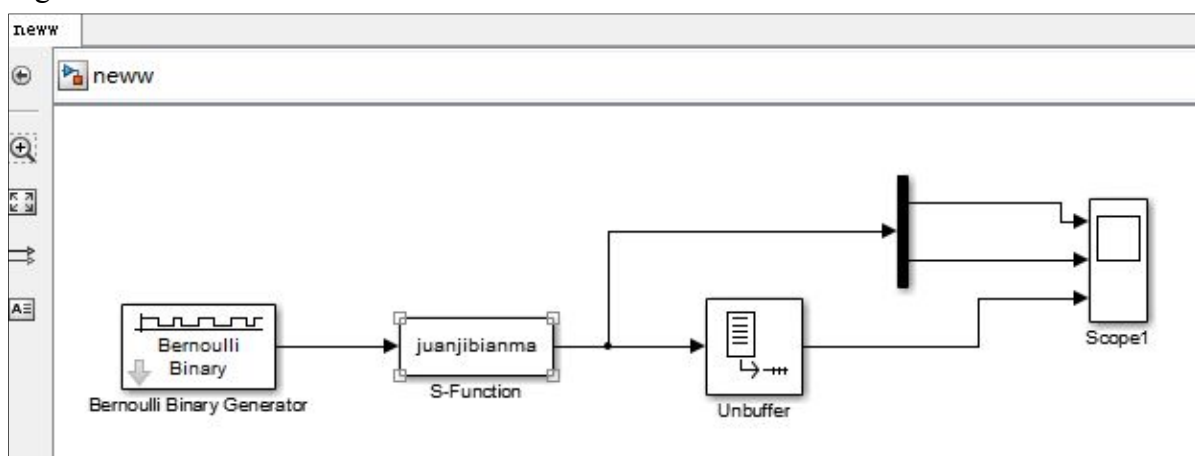 neww
neww
A
Bernoulli
Binary
Bernoulli Binary Generator
juanjibianma
S-Function
Unbuffer
Scope1